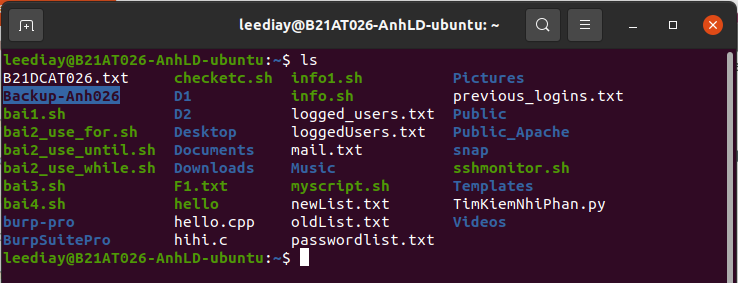 leediay@B21AT026-AnhLD-ubuntu: ~
leediay@B21AT026-AnhLD-ubuntu:~$ ls
B21DCAT026.txt checketc.sh info1.sh Pictures
Backup-Anh026 D1 info.sh previous_logins.txt
bai1.sh D2 logged_users.txt Public
bai2_use_for.sh Desktop loggedUsers.txt Public_Apache
bai2_use_until.sh Documents mail.txt snap
bai2_use_while.sh Downloads Music sshmonitor.sh
bai3.sh F1.txt myscript.sh Templates
bai4.sh hello newList.txt TimKiemNhiPhan.py
burp-pro hello.cpp oldList.txt Videos
BurpSuitePro hihi.c passwordlist.txt
leediay@B21AT026-AnhLD-ubuntu:~$